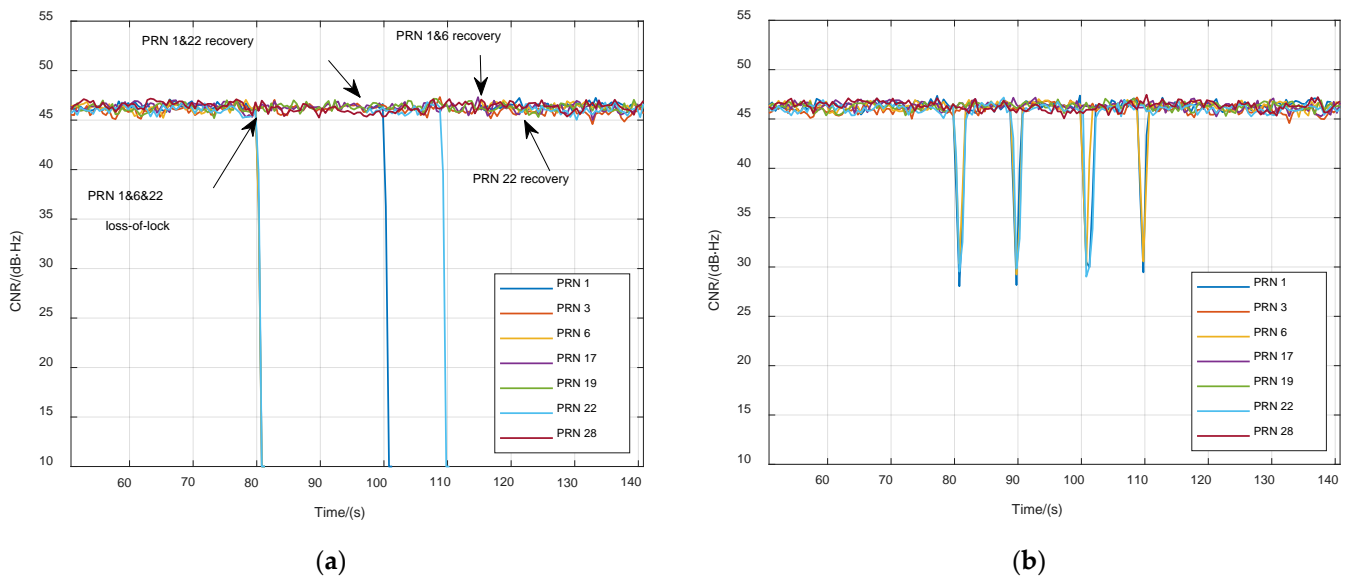 55
50
45
40
35
30
25
20
15
10
CNR/(dB·Hz)
PRN 1&22 recovery
PRN 1&6 recovery
PRN 22 recovery
PRN 1&6&22
loss-of-lock
PRN 1
PRN 3
PRN 6
PRN 17
PRN 19
PRN 22
PRN 28
60 70 80 90 100 110 120 130 140
Time/(s)
(a)
55
50
45
40
35
30
25
20
15
10
CNR/(dB·Hz)
PRN 1
PRN 3
PRN 6
PRN 17
PRN 19
PRN 22
PRN 28
60 70 80 90 100 110 120 130 140
Time/(s)
(b)